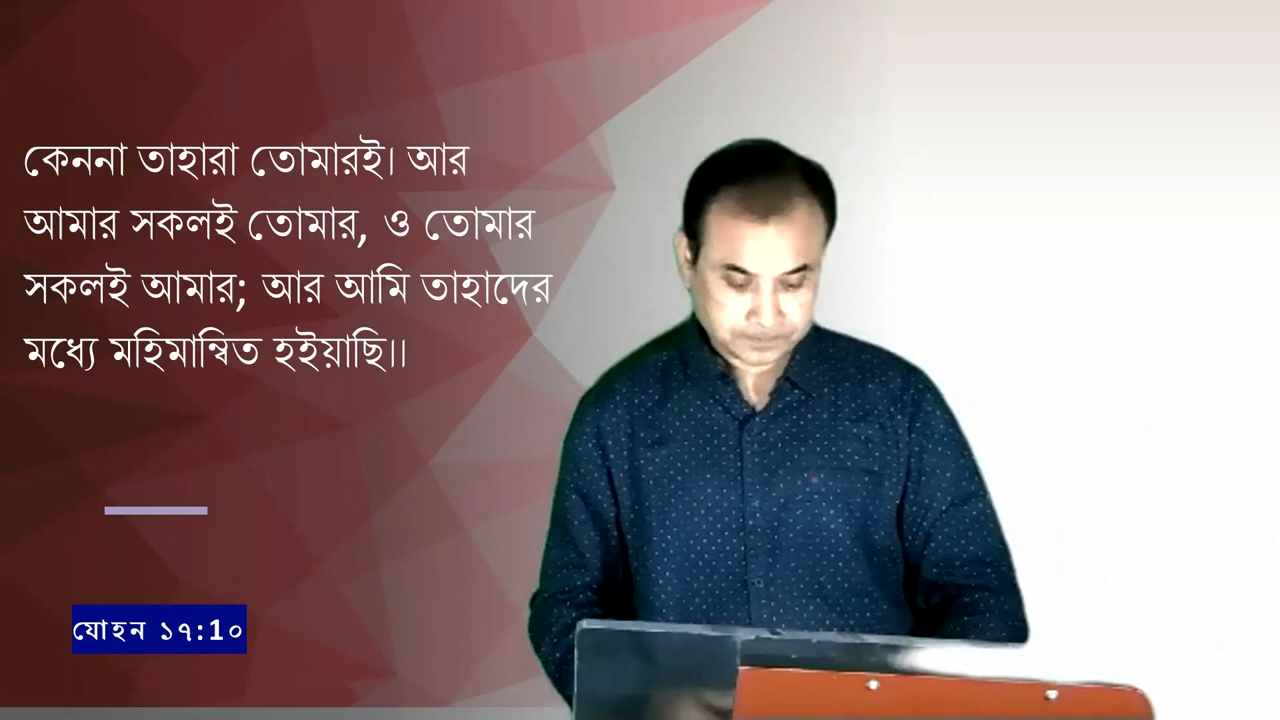 কেননা তাহারা তোমারই। আর
আমার সকলই তোমার, ও তোমার
সকলই আমার; আর আমি তাহাদের
মধ্যে মহিমান্বিত হইয়াছি।।
যোহন ১৭:1০